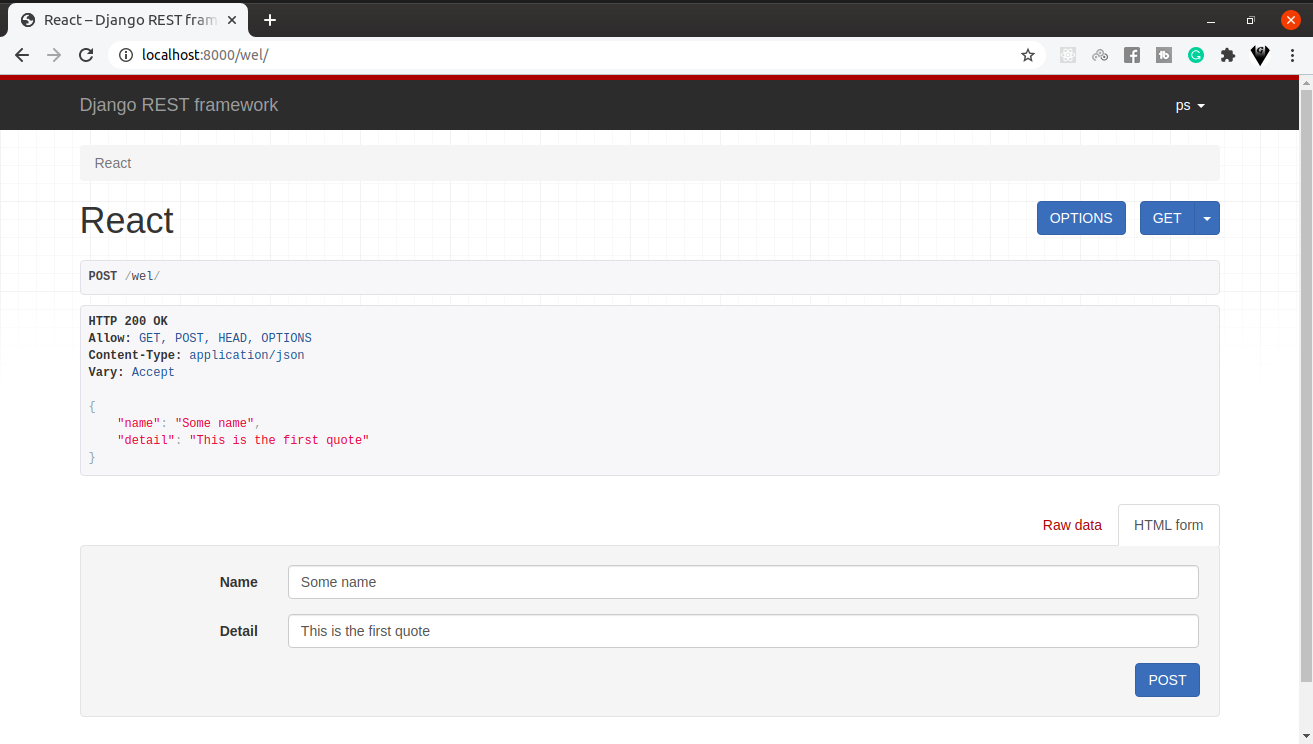 React – Django REST fram
localhost:8000/wel/
Django REST framework
ps
React
React
OPTIONS
GET
POST /wel/
HTTP 200 OK
Allow: GET, POST, HEAD, OPTIONS
Content-Type: application/json
Vary: Accept
{
    "name": "Some name",
    "detail": "This is the first quote"
}
Raw data
HTML form
Name
Some name
Detail
This is the first quote
POST